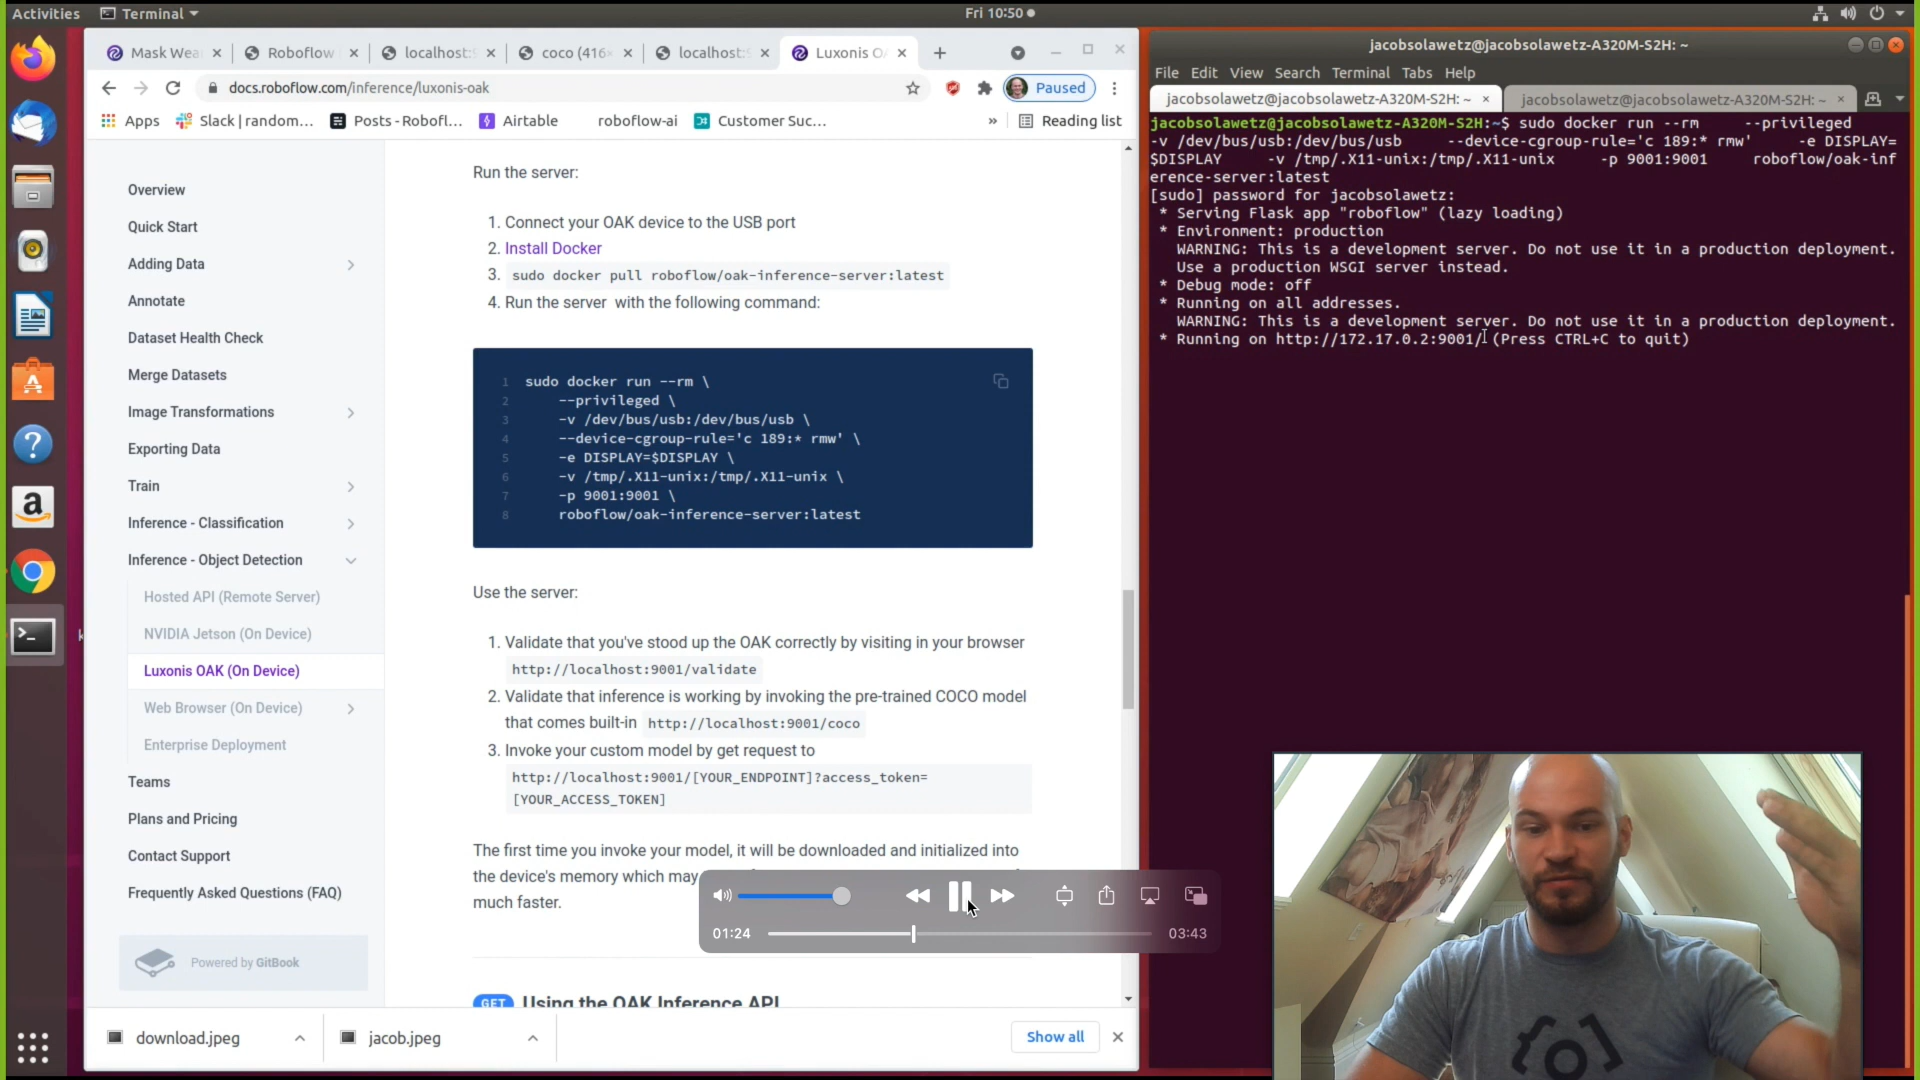 Activities
Terminal
Fri 10:50
Mask Wea
Roboflow
localhost:
coco (416
localhost:
Luxonis OA
docs.roboflow.com/inference/luxonis-oak
Paused
Apps
Slack | random...
Posts - Robofl...
Airtable
roboflow-ai
Customer Suc...
»
Reading list
Overview
Quick Start
Adding Data
Annotate
Dataset Health Check
Merge Datasets
Image Transformations
Exporting Data
Train
Inference - Classification
Inference - Object Detection
Hosted API (Remote Server)
NVIDIA Jetson (On Device)
Luxonis OAK (On Device)
Web Browser (On Device)
Enterprise Deployment
Teams
Plans and Pricing
Contact Support
Frequently Asked Questions (FAQ)
Powered by GitBook
Run the server:
1. Connect your OAK device to the USB port
2. Install Docker
3. sudo docker pull roboflow/oak-inference-server:latest
4. Run the server with the following command:
1 sudo docker run --rm \
2 --privileged \
3 -v /dev/bus/usb:/dev/bus/usb \
4 --device-cgroup-rule='c 189:* rmw' \
5 -e DISPLAY=$DISPLAY \
6 -v /tmp/.X11-unix:/tmp/.X11-unix \
7 -p 9001:9001 \
8 roboflow/oak-inference-server:latest
Use the server:
1. Validate that you've stood up the OAK correctly by visiting in your browser
http://localhost:9001/validate
2. Validate that inference is working by invoking the pre-trained COCO model
that comes built-in http://localhost:9001/coco
3. Invoke your custom model by get request to
http://localhost:9001/[YOUR_ENDPOINT]?access_token=
[YOUR_ACCESS_TOKEN]
The first time you invoke your model, it will be downloaded and initialized into
the device's memory which may
much faster.
GET Using the OAK Inference API
01:24
03:43
download.jpeg
jacob.jpeg
Show all
jacobsolawetz@jacobsolawetz-A320M-S2H: ~
File Edit View Search Terminal Tabs Help
jacobsolawetz@jacobsolawetz-A320M-S2H: ~
jacobsolawetz@jacobsolawetz-A320M-S2H: ~
jacobsolawetz@jacobsolawetz-A320M-S2H:~$ sudo docker run --rm --privileged
-v /dev/bus/usb:/dev/bus/usb --device-cgroup-rule='c 189:* rmw' -e DISPLAY=
$DISPLAY -v /tmp/.X11-unix:/tmp/.X11-unix -p 9001:9001 roboflow/oak-inf
erence-server:latest
[sudo] password for jacobsolawetz:
* Serving Flask app "roboflow" (lazy loading)
* Environment: production
WARNING: This is a development server. Do not use it in a production deployment.
Use a production WSGI server instead.
* Debug mode: off
* Running on all addresses.
WARNING: This is a development server. Do not use it in a production deployment.
* Running on http://172.17.0.2:9001/ (Press CTRL+C to quit)